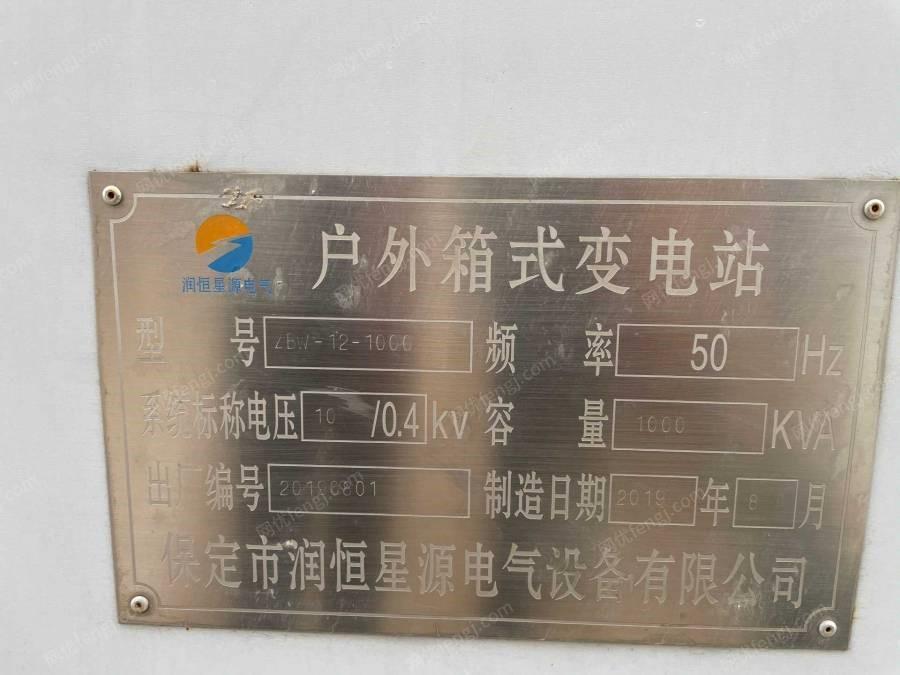 户外箱式变电站
润恒星源电气
型号 ZBW-12-1000 频率 50 Hz
系统标称电压 10 /0.4 kv 容量 1000 KVA
出厂编号 20190801 制造日期 2019 年 8 月
保定市润恒星源电气设备有限公司